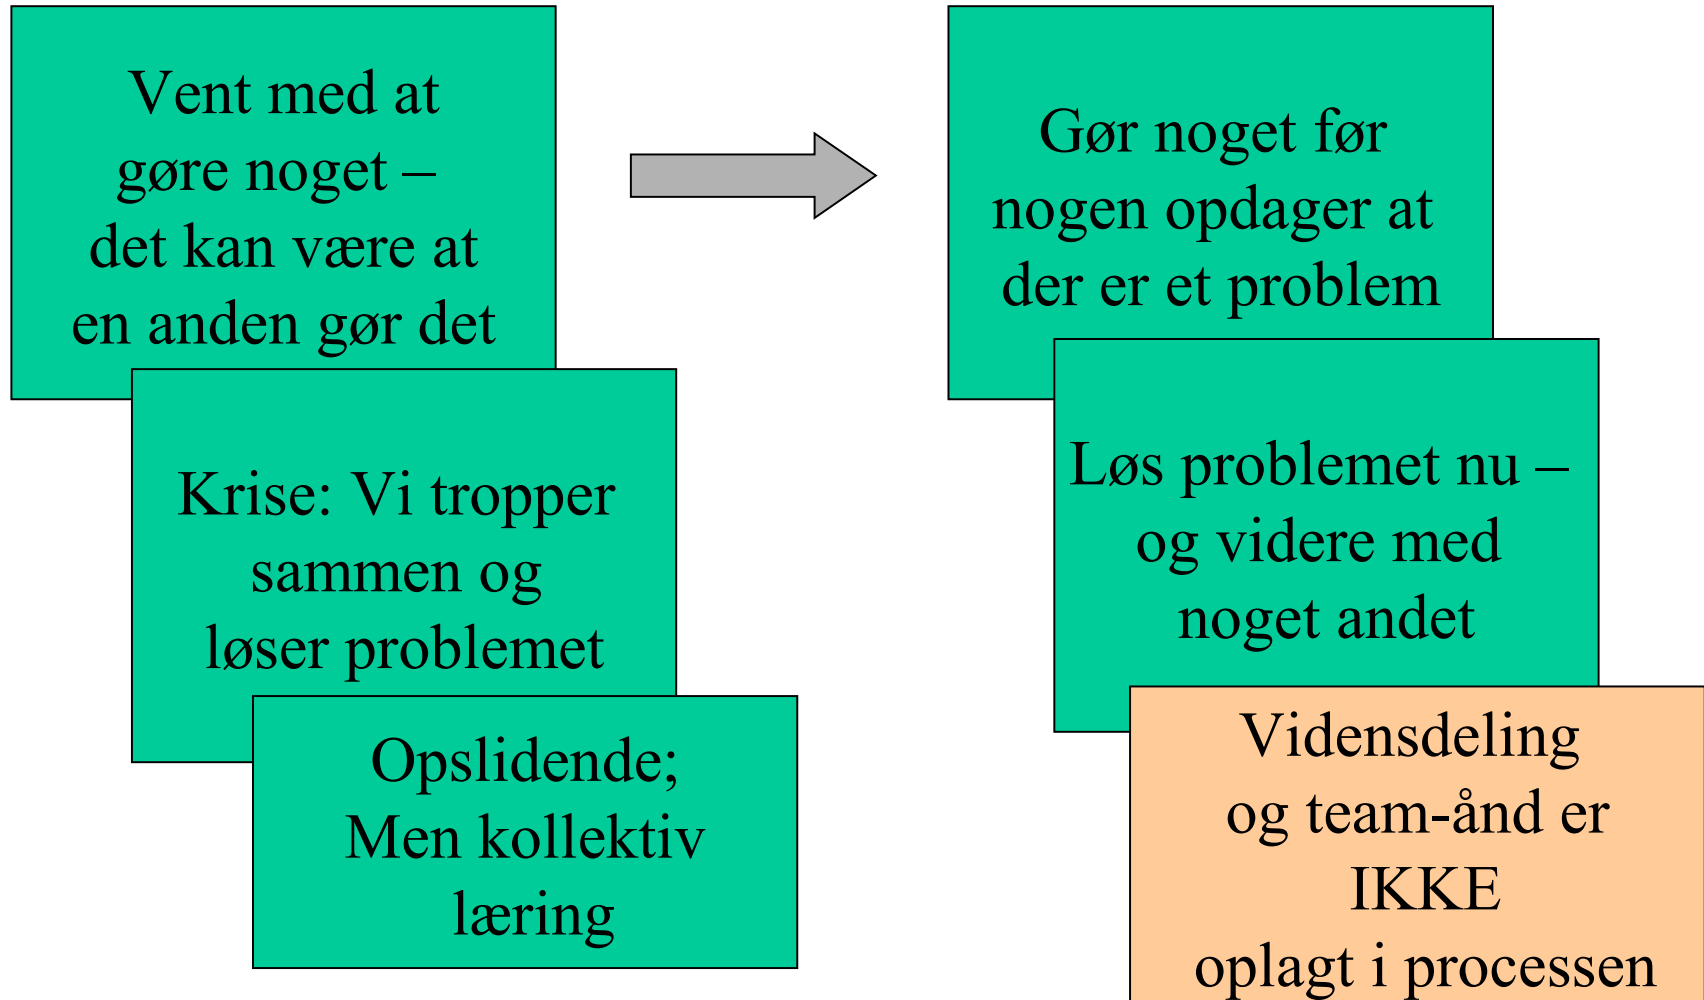 Vent med at
gøre noget –
det kan være at
en anden gør det
Krise: Vi tropper
sammen og
løser problemet
Opslidende;
Men kollektiv
læring
Gør noget før
nogen opdager at
der er et problem
Løs problemet nu –
og videre med
noget andet
Vidensdeling
og team-ånd er
IKKE
oplagt i processen